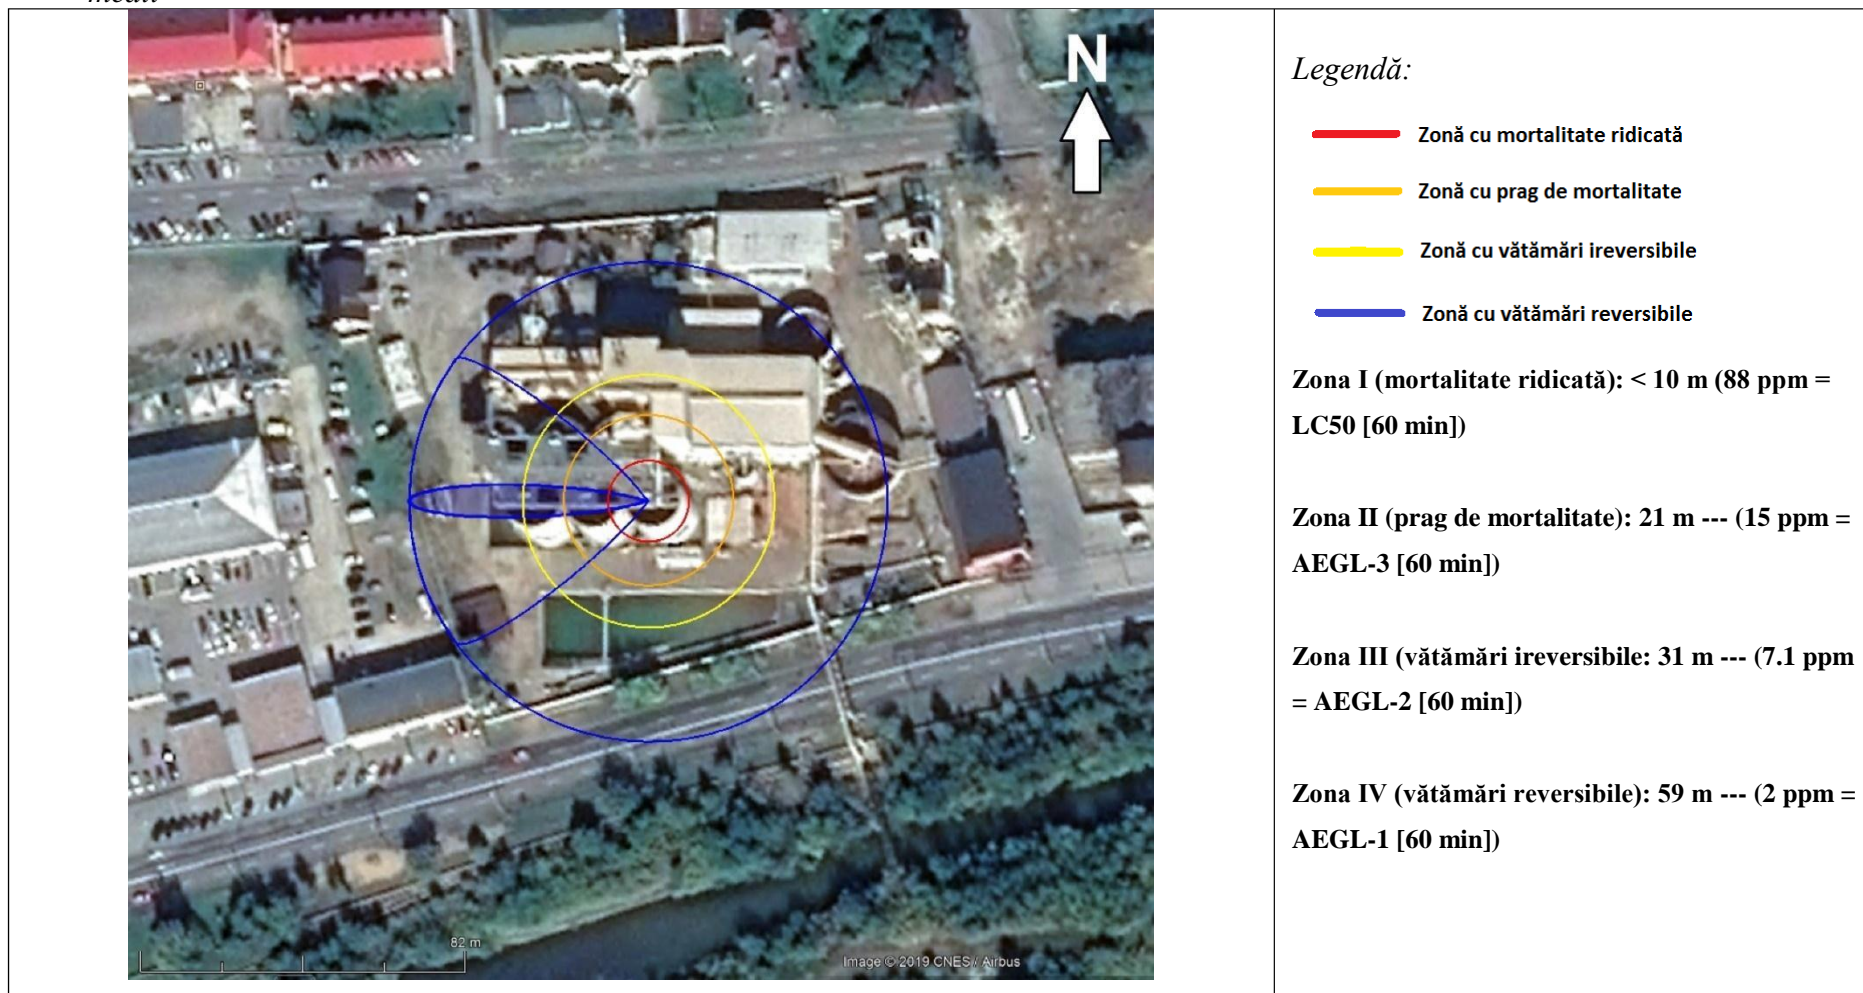 medii
N
82 m
Image © 2019 CNES / Airbus
Legendă:
Zonă cu mortalitate ridicată
Zonă cu prag de mortalitate
Zonă cu vătămări ireversibile
Zonă cu vătămări reversibile
Zona I (mortalitate ridicată): < 10 m (88 ppm =
LC50 [60 min])
Zona II (prag de mortalitate): 21 m --- (15 ppm =
AEGL-3 [60 min])
Zona III (vătămări ireversibile: 31 m --- (7.1 ppm
= AEGL-2 [60 min])
Zona IV (vătămări reversibile): 59 m --- (2 ppm =
AEGL-1 [60 min])